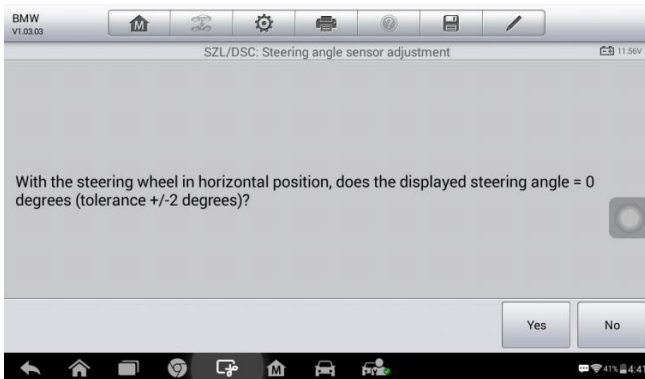 BMW
V1.03.03
SZL/DSC: Steering angle sensor adjustment
11.56V
With the steering wheel in horizontal position, does the displayed steering angle = 0
degrees (tolerance +/-2 degrees)?
Yes
No
41%
4:41